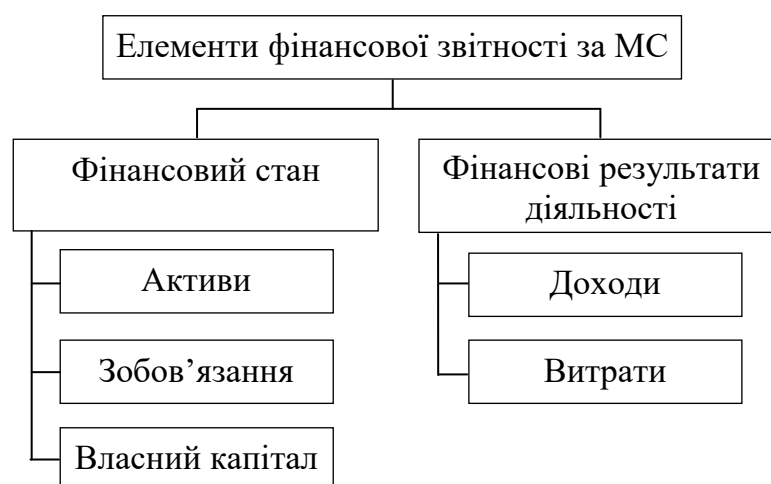 Елементи фінансової звітності за МС
Фінансовий стан
Фінансові результати
діяльності
Активи
Доходи
Зобов’язання
Витрати
Власний капітал